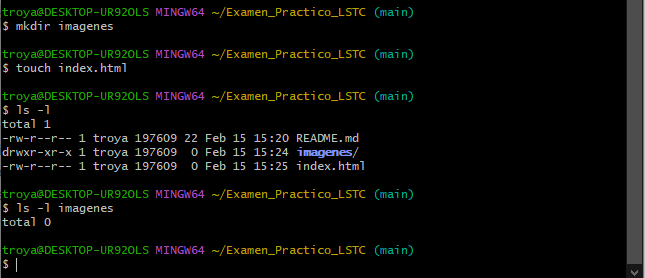 troya@DESKTOP-UR92OLS MINGW64 ~/Examen_Practico_LSTC (main)
$ mkdir imagenes
troya@DESKTOP-UR92OLS MINGW64 ~/Examen_Practico_LSTC (main)
$ touch index.html
troya@DESKTOP-UR92OLS MINGW64 ~/Examen_Practico_LSTC (main)
$ ls -l
total 1
-rw-r--r-- 1 troya 197609 22 Feb 15 15:20 README.md
drwxr-xr-x 1 troya 197609  0 Feb 15 15:24 imagenes/
-rw-r--r-- 1 troya 197609  0 Feb 15 15:25 index.html
troya@DESKTOP-UR92OLS MINGW64 ~/Examen_Practico_LSTC (main)
$ ls -l imagenes
total 0
troya@DESKTOP-UR92OLS MINGW64 ~/Examen_Practico_LSTC (main)
$